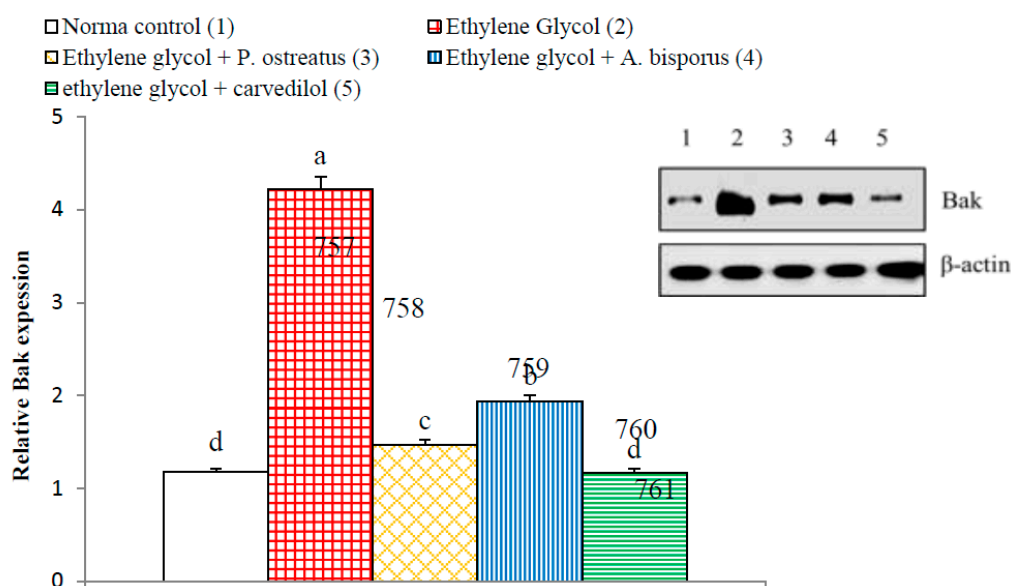 Norma control (1)
Ethylene Glycol (2)
Ethylene glycol + P. ostreatus (3)
Ethylene glycol + A. bisporus (4)
ethylene glycol + carvedilol (5)
5
4
3
2
1
0
Relative Bak expession
a
757
758
759
b
c
d
760
d
761
1 2 3 4 5
Bak
β-actin